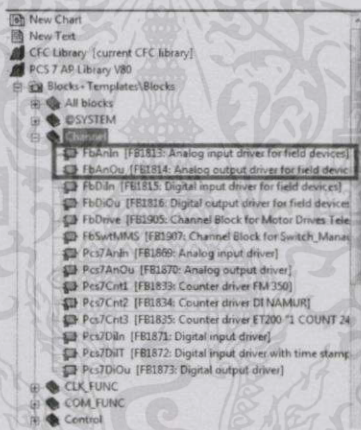 New Chart
New Text
CFC Library [current CFC library]
PCS 7 AP Library V80
Blocks+Templates\Blocks
All blocks
@SYSTEM
Channel
FbAnIn [FB1813: Analog input driver for field devices]
FbAnOu [FB1814: Analog output driver for field devic
FbDiIn [FB1815: Digital input driver for field devices]
FbDiOu [FB1816: Digital output driver for field devices
FbDrive [FB1905: Channel Block for Motor Drives Tele
FbSwtMMS [FB1907: Channel Block for Switch_Manac
Pcs7AnIn [FB1869: Analog input driver]
Pcs7AnOu [FB1870: Analog output driver]
Pcs7Cnt1 [FB1833: Counter driver FM 350]
Pcs7Cnt2 [FB1834: Counter driver DI NAMUR]
Pcs7Cnt3 [FB1835: Counter driver ET200 "1 COUNT 24
Pcs7DiIn [FB1871: Digital input driver]
Pcs7DiIT [FB1872: Digital input driver with time stamp
Pcs7DiOu [FB1873: Digital output driver]
CLK_FUNC
COM_FUNC
Control